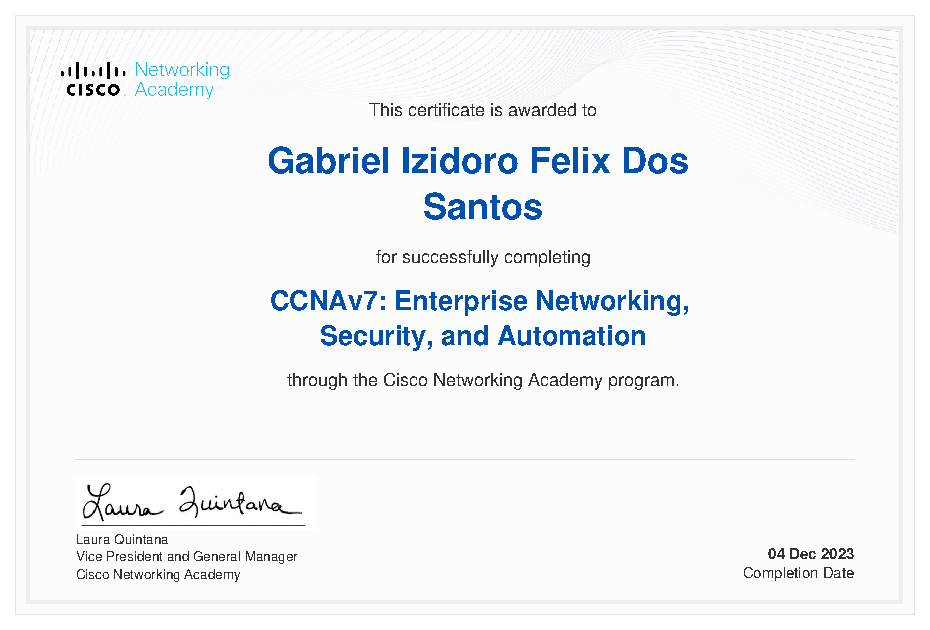 Networking
CISCO Academy
This certificate is awarded to
Gabriel Izidoro Felix Dos
Santos
for successfully completing
CCNAv7: Enterprise Networking,
Security, and Automation
through the Cisco Networking Academy program.
Laura Quintana
Laura Quintana
Vice President and General Manager
Cisco Networking Academy
04 Dec 2023
Completion Date